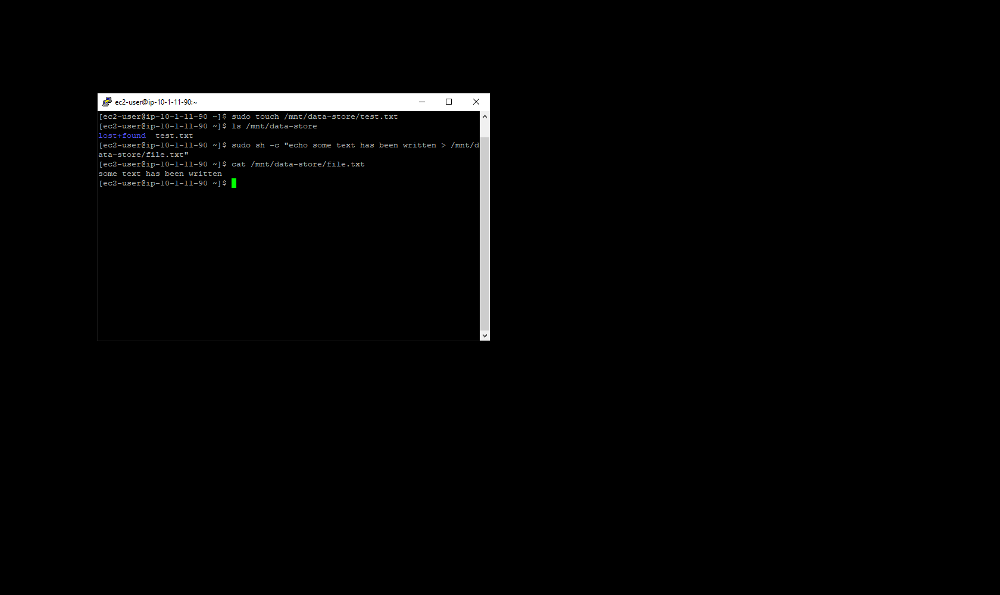 ec2-user@ip-10-1-11-90:~
[ec2-user@ip-10-1-11-90 ~]$ sudo touch /mnt/data-store/test.txt
[ec2-user@ip-10-1-11-90 ~]$ ls /mnt/data-store
lost+found  test.txt
[ec2-user@ip-10-1-11-90 ~]$ sudo sh -c "echo some text has been written > /mnt/d
ata-store/file.txt"
[ec2-user@ip-10-1-11-90 ~]$ cat /mnt/data-store/file.txt
some text has been written
[ec2-user@ip-10-1-11-90 ~]$